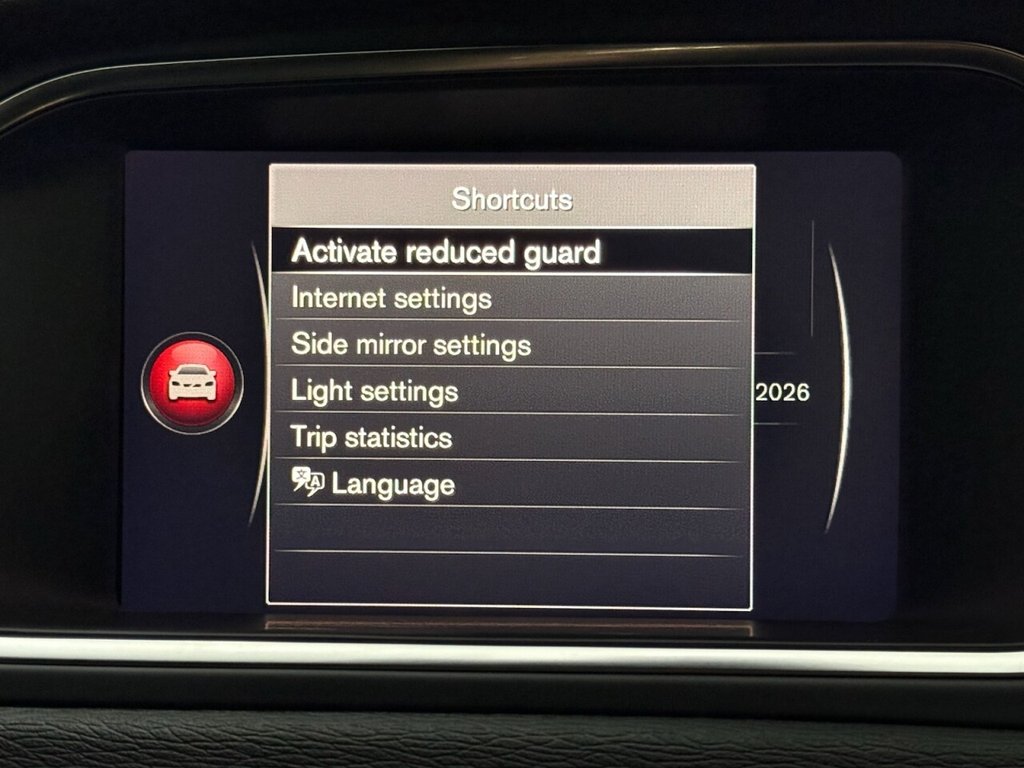 Shortcuts
Activate reduced guard
Internet settings
Side mirror settings
Light settings
2026
Trip statistics
Language